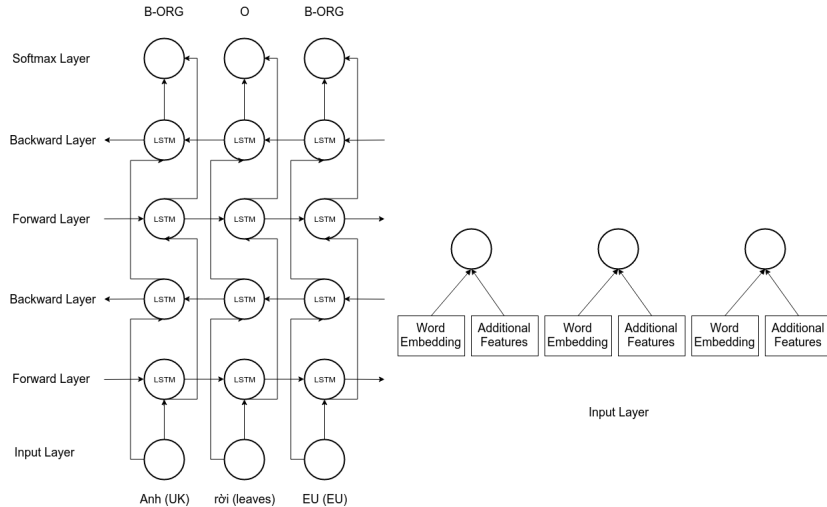 B-ORG O B-ORG
Softmax Layer
Backward Layer LSTM LSTM LSTM
Forward Layer LSTM LSTM LSTM
Backward Layer LSTM LSTM LSTM
Forward Layer LSTM LSTM LSTM
Input Layer
Anh (UK) rời (leaves) EU (EU)
Word Embedding
Additional Features
Word Embedding
Additional Features
Word Embedding
Additional Features
Input Layer